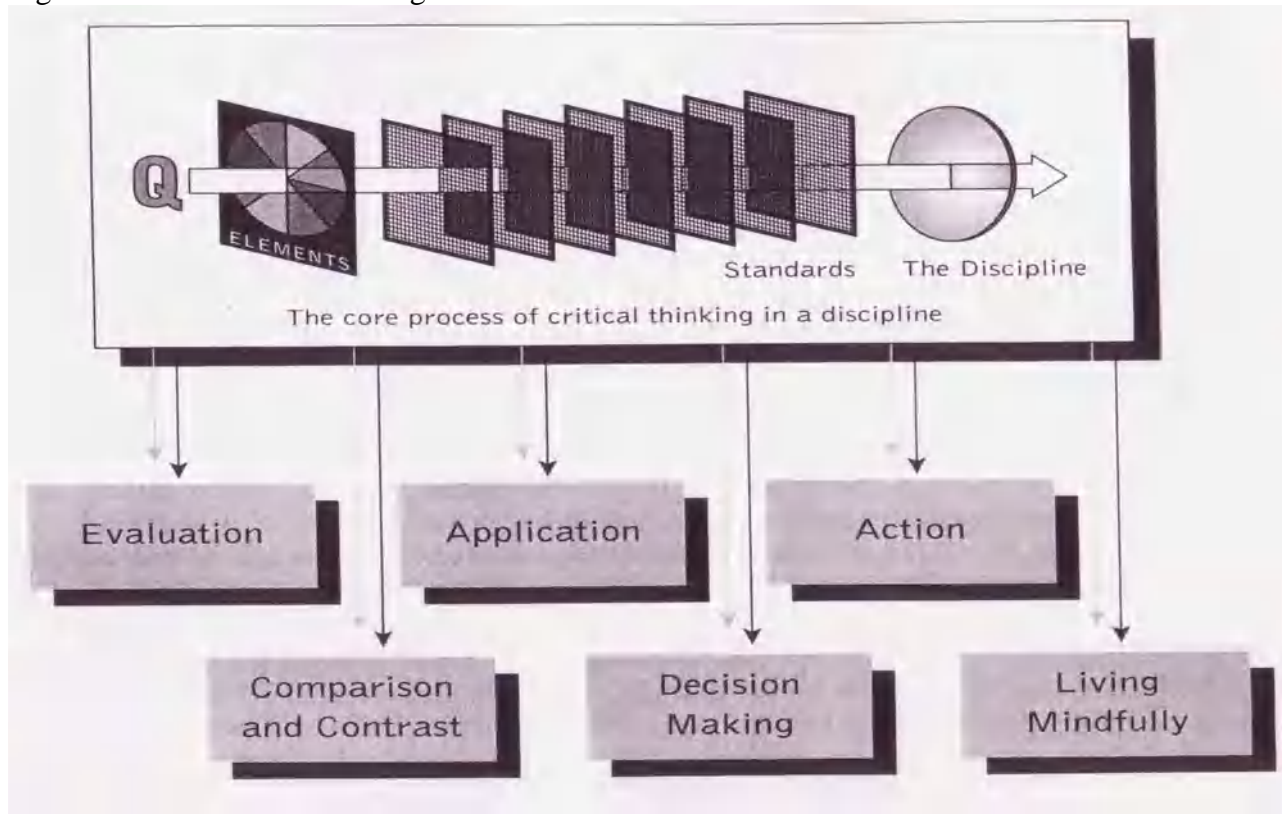 Q
ELEMENTS
Standards
The Discipline
The core process of critical thinking in a discipline
Evaluation
Application
Action
Comparison
and Contrast
Decision
Making
Living
Mindfully